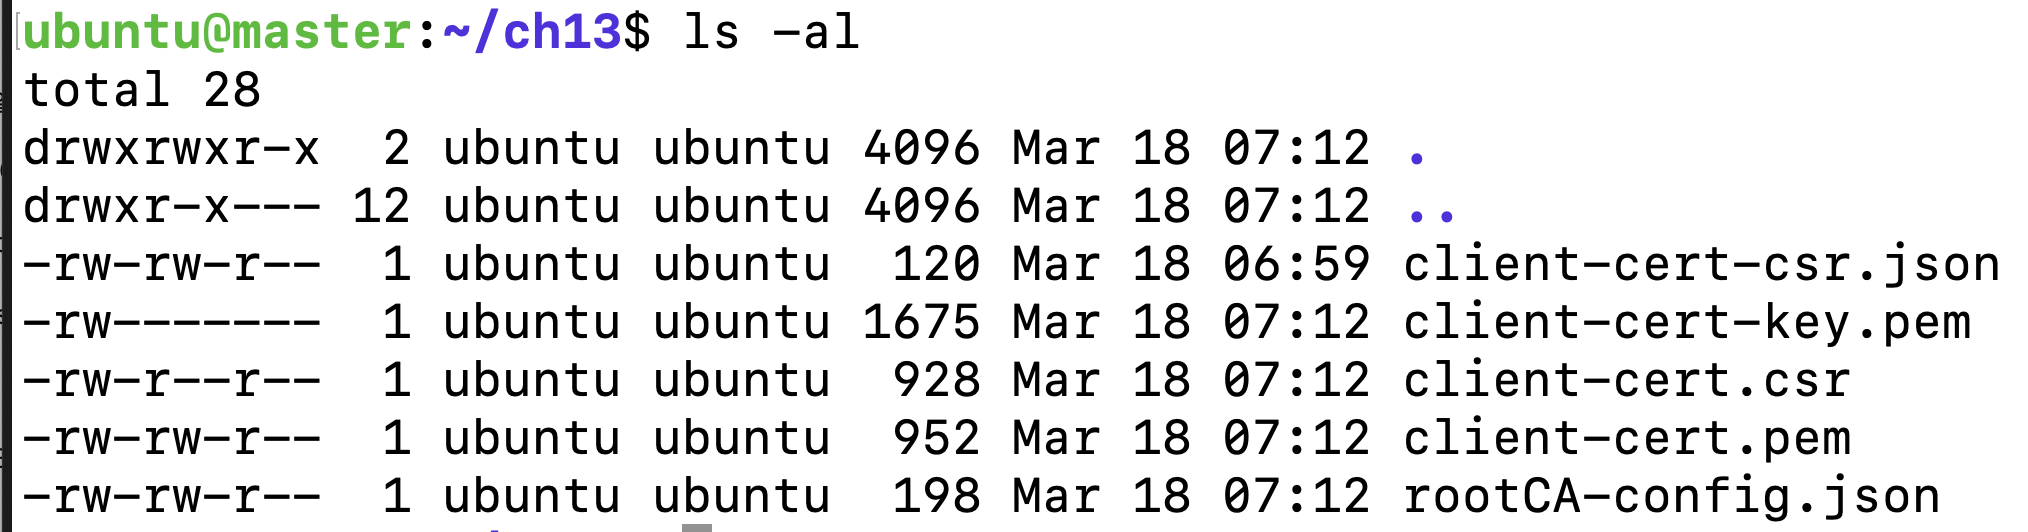 ubuntu@master:~/ch13$ ls -al
total 28
drwxrwxr-x  2 ubuntu ubuntu 4096 Mar 18 07:12 .
drwxr-x--- 12 ubuntu ubuntu 4096 Mar 18 07:12 ..
-rw-rw-r--  1 ubuntu ubuntu  120 Mar 18 06:59 client-cert-csr.json
-rw-------  1 ubuntu ubuntu 1675 Mar 18 07:12 client-cert-key.pem
-rw-r--r--  1 ubuntu ubuntu  928 Mar 18 07:12 client-cert.csr
-rw-rw-r--  1 ubuntu ubuntu  952 Mar 18 07:12 client-cert.pem
-rw-rw-r--  1 ubuntu ubuntu  198 Mar 18 07:12 rootCA-config.json